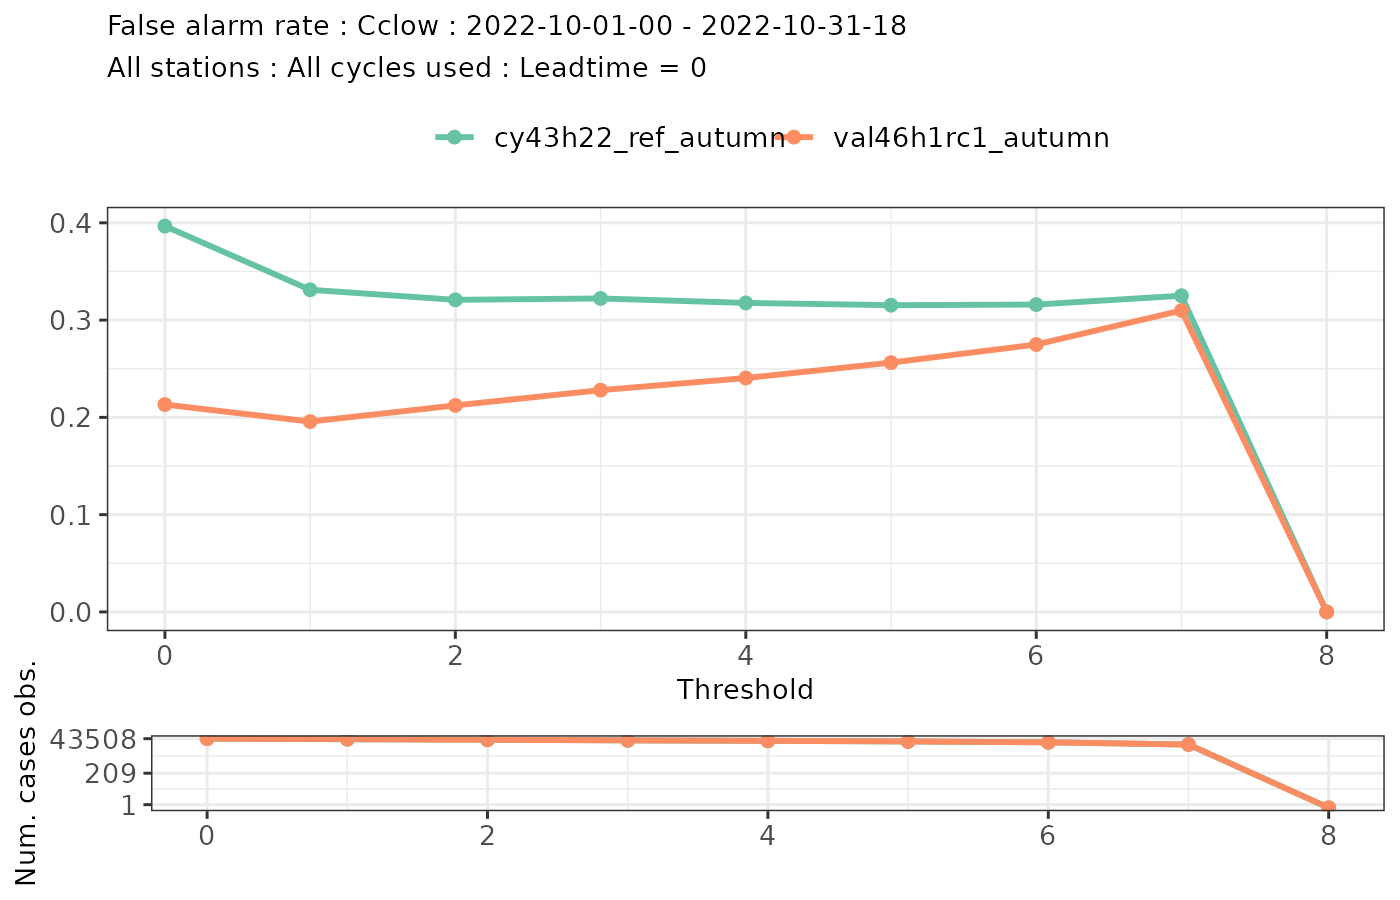 False alarm rate : Cclow : 2022-10-01-00 - 2022-10-31-18
All stations : All cycles used : Leadtime = 0
cy43h22_ref_autumn val46h1rc1_autumn
0.4
0.3
0.2
0.1
0.0
0 2 4 6 8
Threshold
Num. cases obs.
43508
209
1
0 2 4 6 8